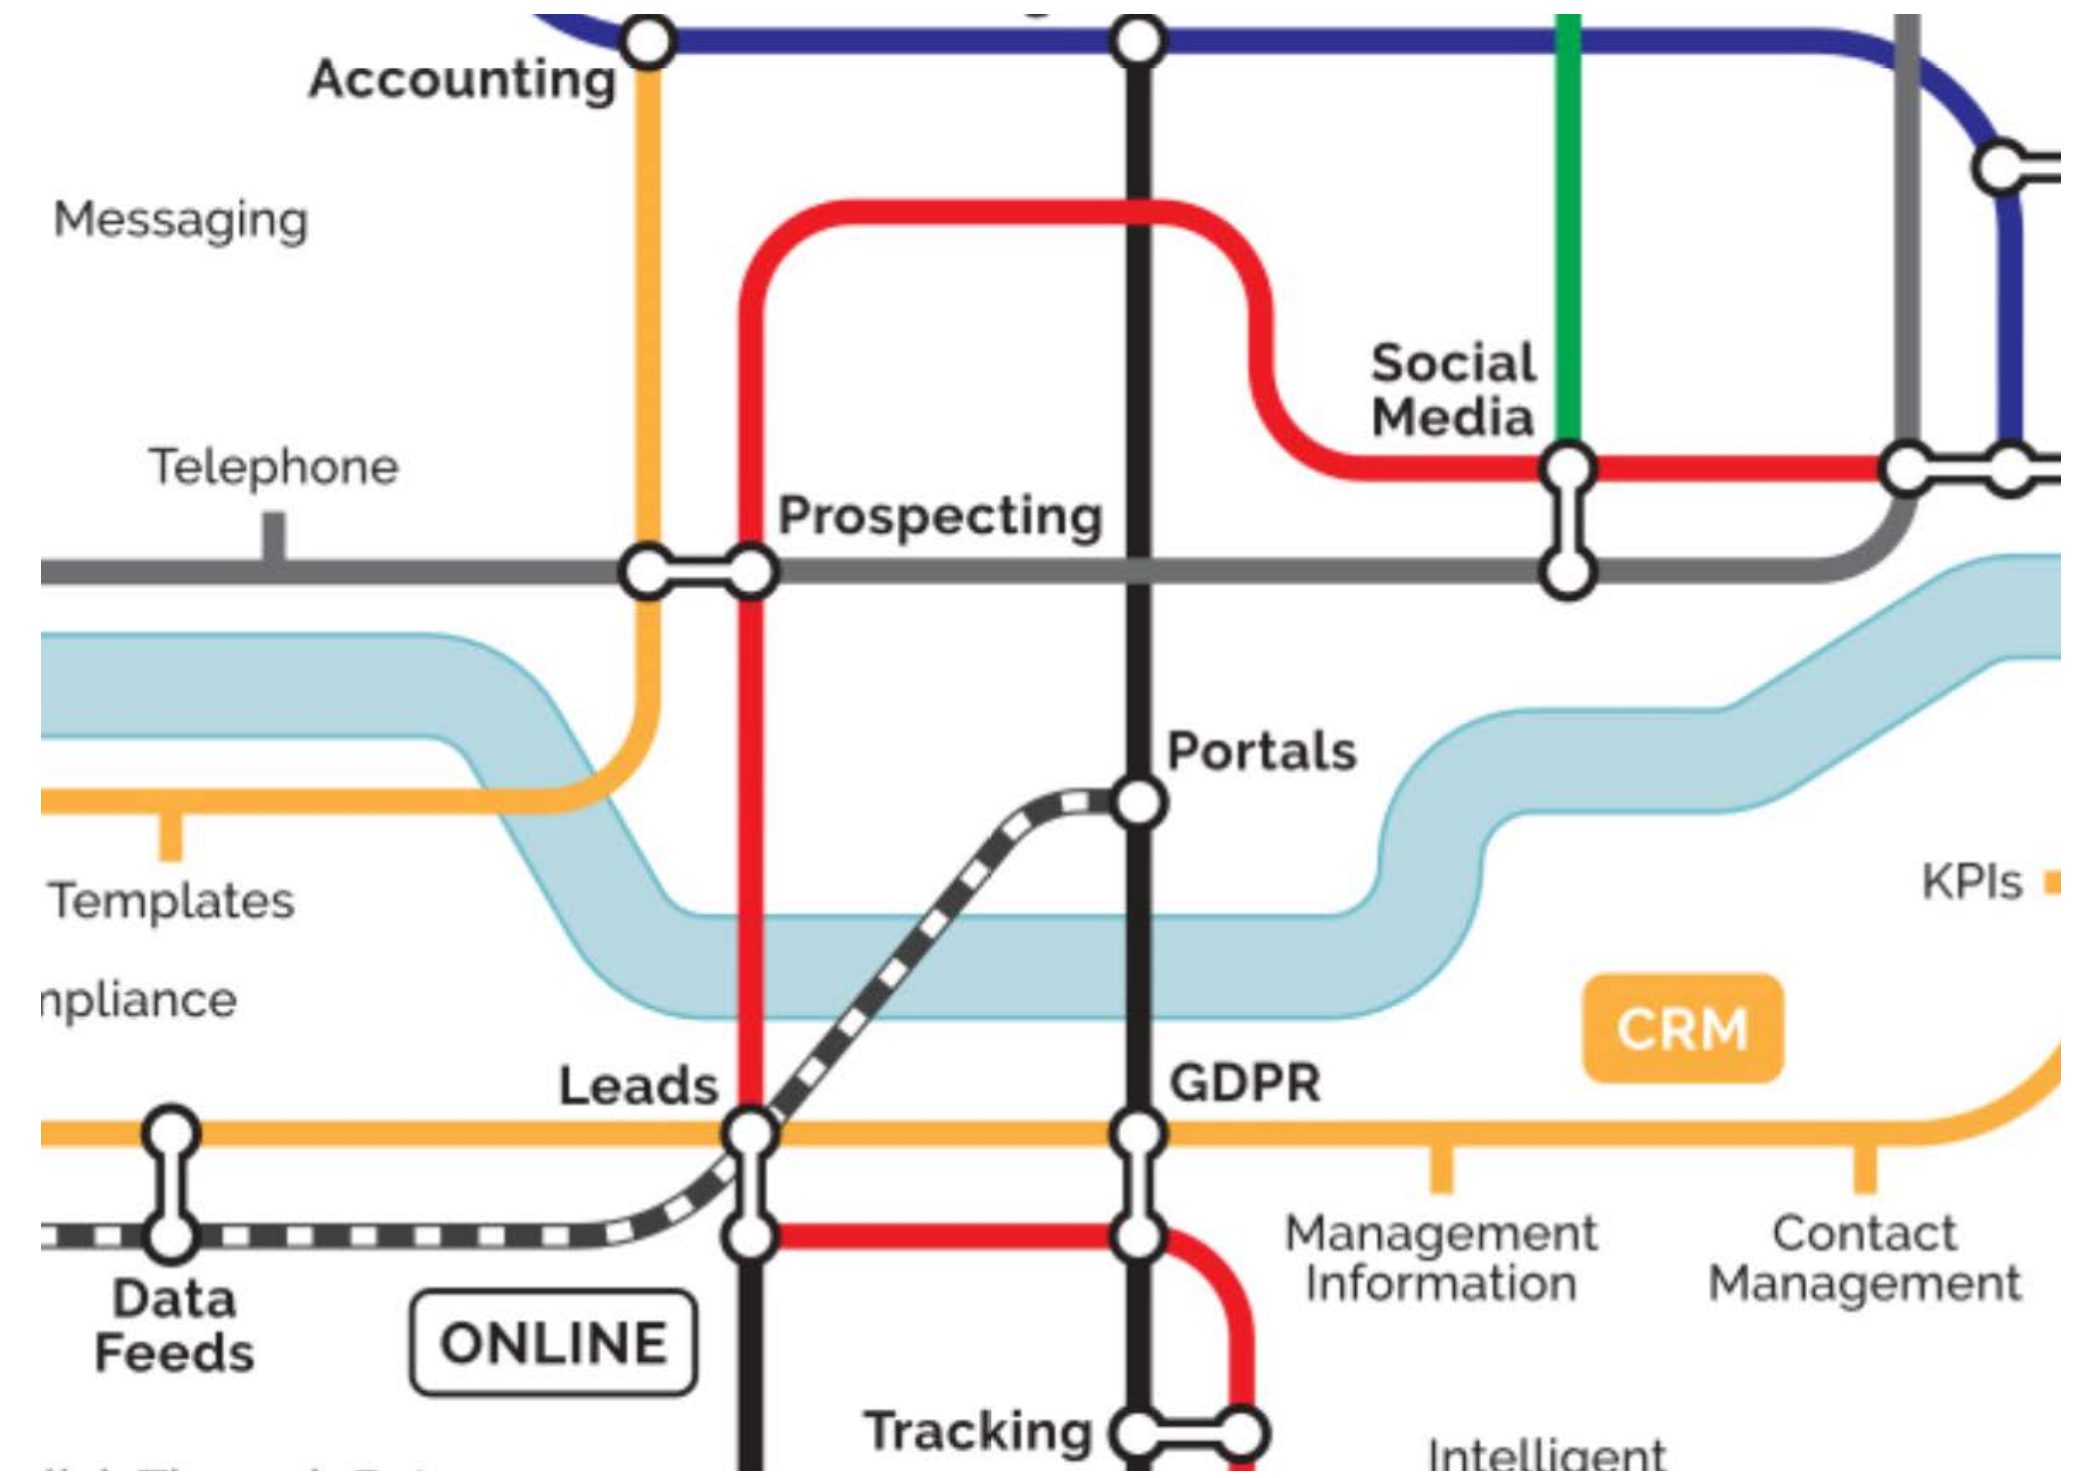 Accounting
Messaging
Social
Media
Telephone
Prospecting
Portals
KPIs
Templates
CRM
Leads
GDPR
Management
Information
Contact
Management
Data
Feeds
ONLINE
Tracking
Intelligent